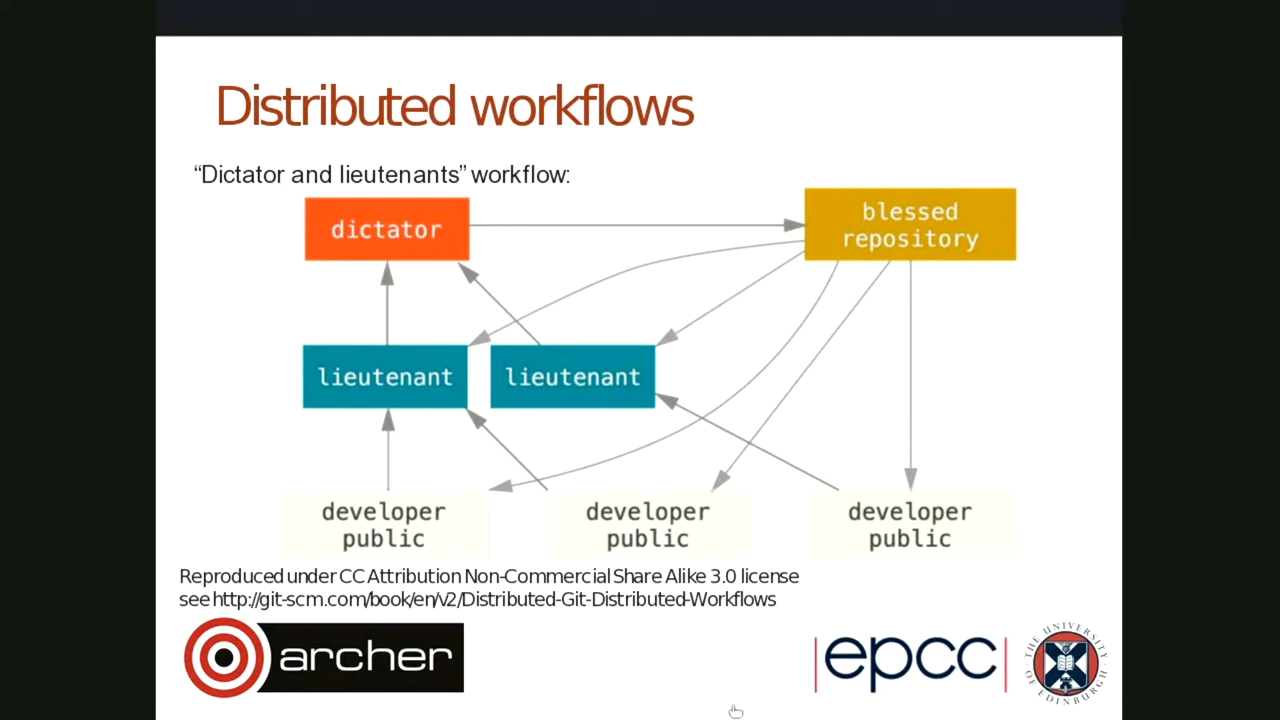 Distributed workflows
“Dictator and lieutenants” workflow:
dictator
blessed
repository
lieutenant
lieutenant
developer
public
developer
public
developer
public
Reproduced under CC Attribution Non-Commercial Share Alike 3.0 license
see http://git-scm.com/book/en/v2/Distributed-Git-Distributed-Workflows
archer
epcc
THE UNIVERSITY
OF EDINBURGH